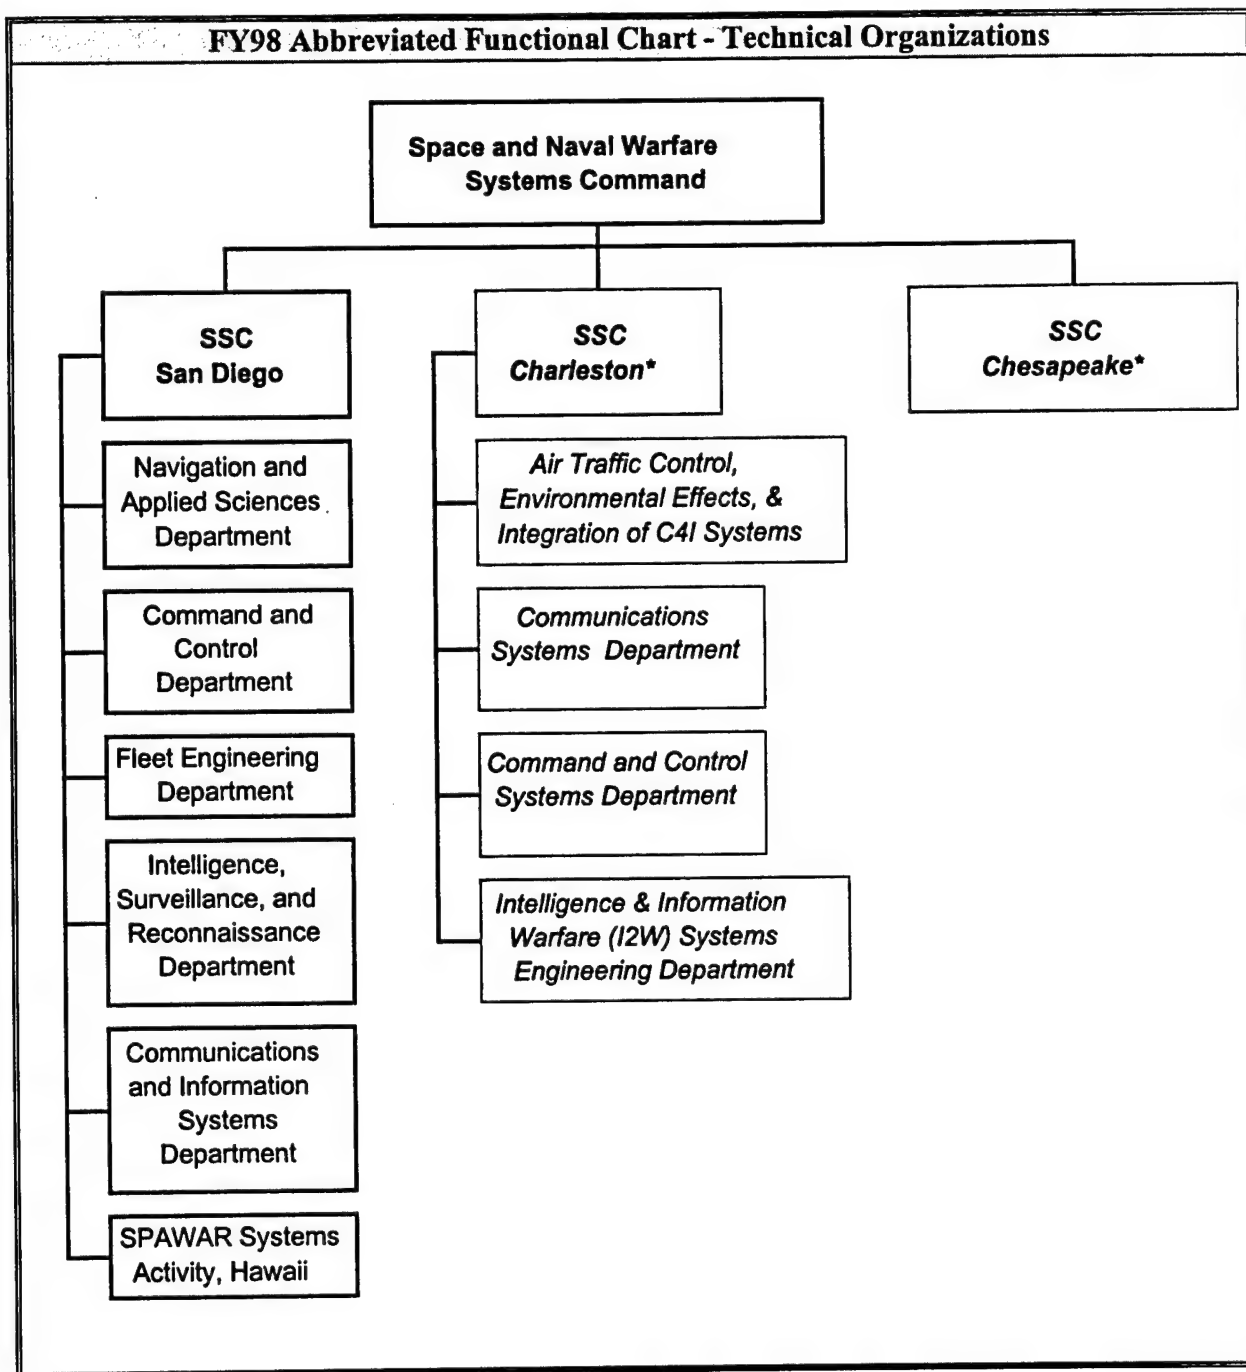 FY98 Abbreviated Functional Chart - Technical Organizations
Space and Naval Warfare
Systems Command
SSC
San Diego
Navigation and
Applied Sciences
Department
Command and
Control
Department
Fleet Engineering
Department
Intelligence,
Surveillance, and
Reconnaissance
Department
Communications
and Information
Systems
Department
SPAWAR Systems
Activity, Hawaii
SSC
Charleston*
Air Traffic Control,
Environmental Effects, &
Integration of C4I Systems
Communications
Systems Department
Command and Control
Systems Department
Intelligence & Information
Warfare (I2W) Systems
Engineering Department
SSC
Chesapeake*